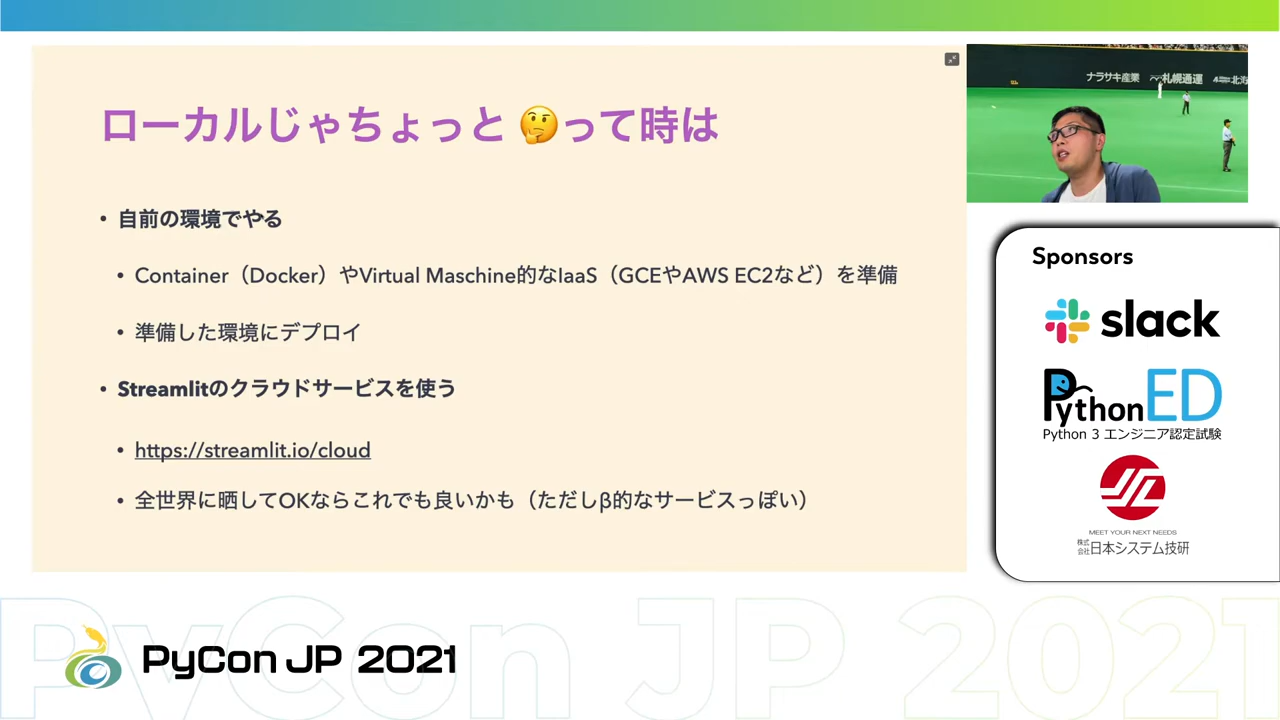 ローカルじゃちょっと 🤔って時は
• 自前の環境でやる
• Container（Docker）やVirtual Maschine的なIaaS（GCEやAWS EC2など）を準備
• 準備した環境にデプロイ
• Streamlitのクラウドサービスを使う
• https://streamlit.io/cloud
• 全世界に晒してOKならこれでも良いかも（ただしβ的なサービスっぽい）
ナラサキ産業 札幌通運
Sponsors
slack
PythonED
Python 3 エンジニア認定試験
MEET YOUR NEXT NEEDS
株式会社日本システム技研
PyCon JP 2021
PyCon JP 2021